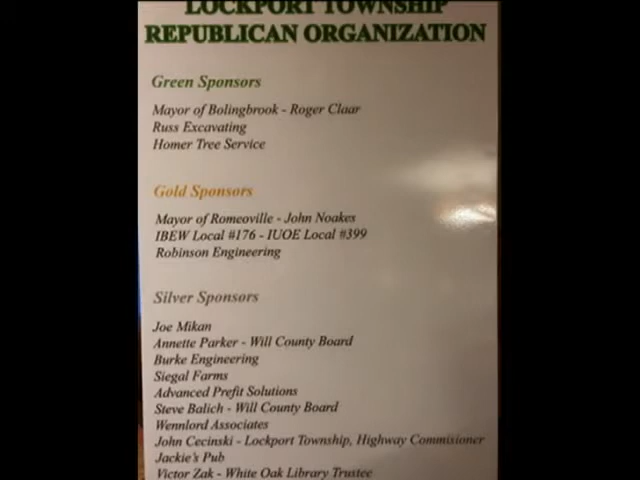 LOCKPORT TOWNSHIP
REPUBLICAN ORGANIZATION
Green Sponsors
Mayor of Bolingbrook - Roger Claar
Russ Excavating
Homer Tree Service
Gold Sponsors
Mayor of Romeoville - John Noakes
IBEW Local #176 - IUOE Local #399
Robinson Engineering
Silver Sponsors
Joe Mikan
Annette Parker - Will County Board
Burke Engineering
Siegal Farms
Advanced Prefit Solutions
Steve Balich - Will County Board
Wennlord Associates
John Cecinski - Lockport Township, Highway Commisioner
Jackie's Pub
Victor Zak - White Oak Library Trustee